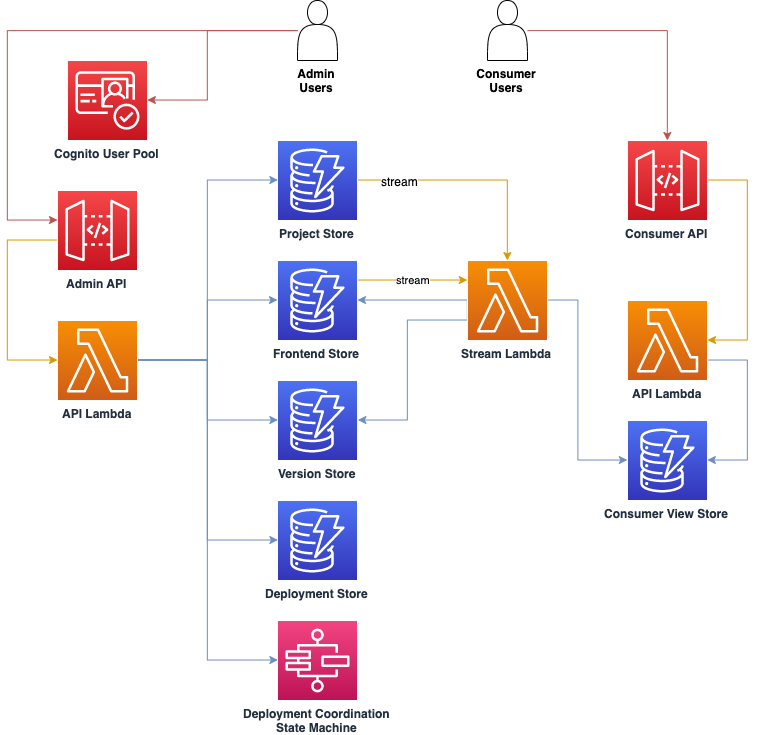 Admin
Users
Consumer
Users
Cognito User Pool
stream
Project Store
Consumer API
Admin API
stream
Frontend Store
Stream Lambda
API Lambda
API Lambda
Version Store
Consumer View Store
Deployment Store
Deployment Coordination
State Machine